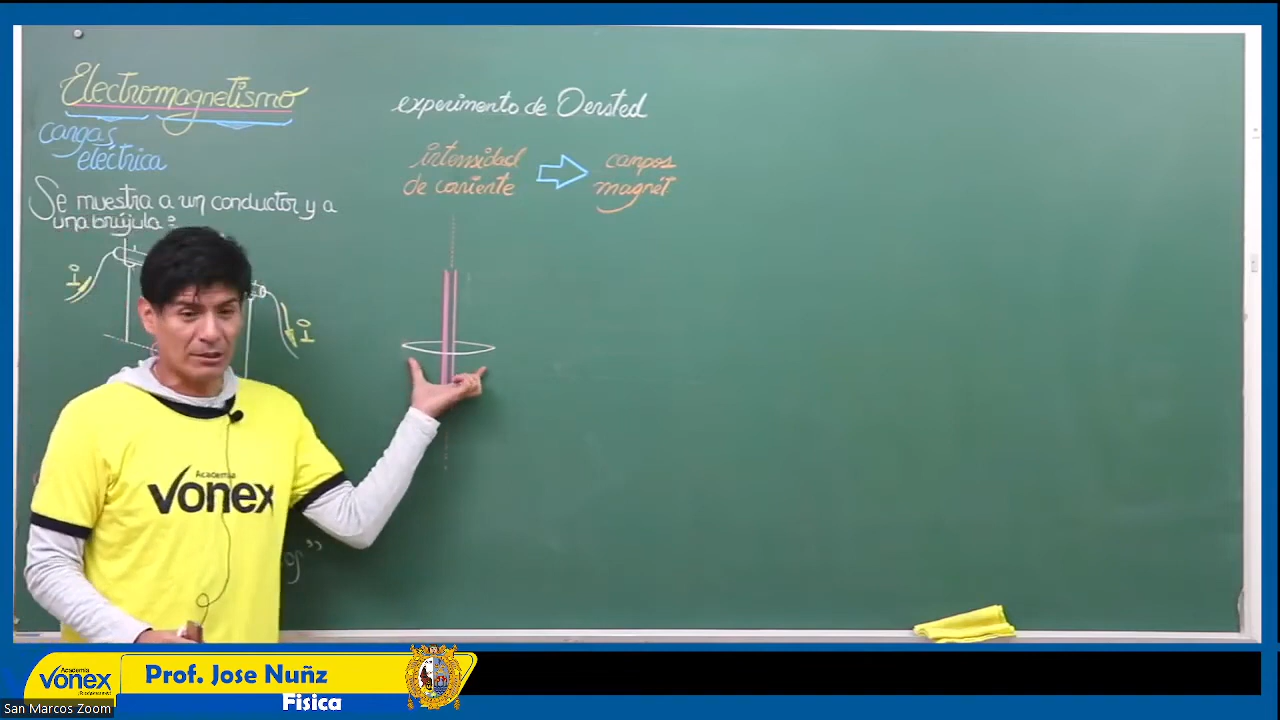 Electromagnetismo
cargas
eléctrica
Se muestra a un conductor y a
una brújula:
i
i
experimento de Oersted
intensidad
de corriente
campos
magnét
Academia
Vonex
Academia
Vonex
Prof. Jose Nuñz
Fisica
San Marcos Zoom